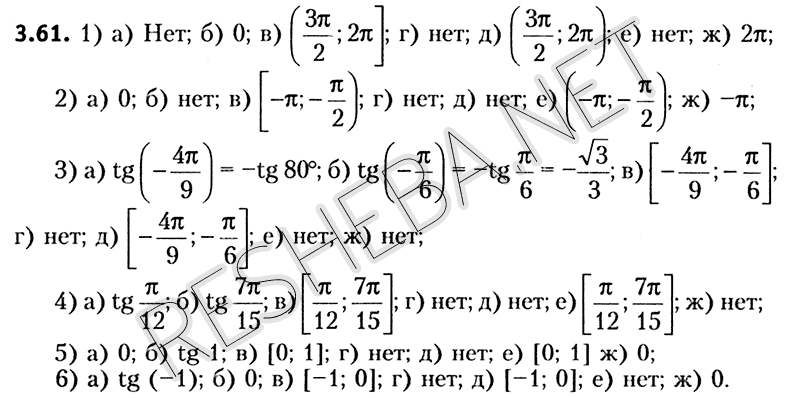 3.61. 1) а) Нет; б) 0; в) (3π/2; 2π]; г) нет; д) (3π/2; 2π); е) нет; ж) 2π;
2) а) 0; б) нет; в) [−π; −π/2); г) нет; д) нет; е) (−π; −π/2); ж) −π;
3) а) tg(−4π/9) = −tg 80°; б) tg(−π/6) = −tg π/6 = −√3/3; в) [−4π/9; −π/6];
г) нет; д) [−4π/9; −π/6]; е) нет; ж) нет;
4) а) tg π/12; б) tg 7π/15; в) [π/12; 7π/15]; г) нет; д) нет; е) [π/12; 7π/15]; ж) нет;
5) а) 0; б) tg 1; в) [0; 1]; г) нет; д) нет; е) [0; 1] ж) 0;
6) а) tg (−1); б) 0; в) [−1; 0]; г) нет; д) [−1; 0]; е) нет; ж) 0.
RESHEBA.NET